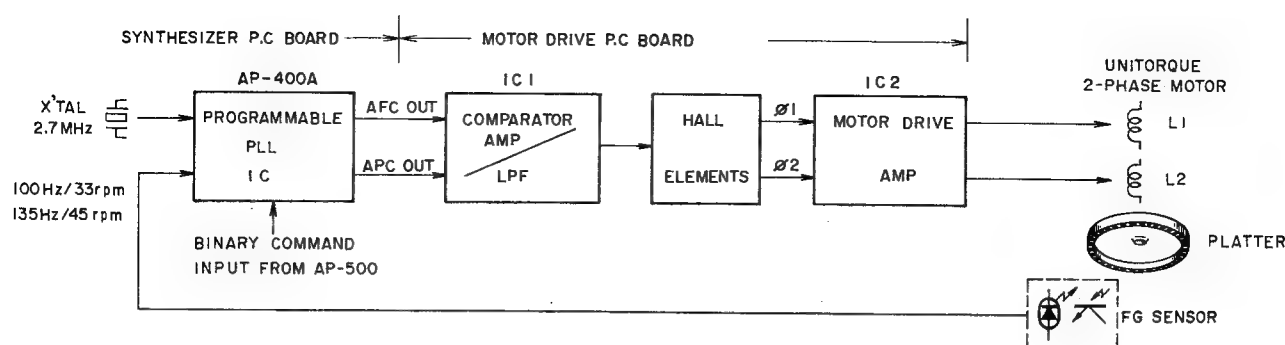 SYNTHESIZER P.C BOARD
MOTOR DRIVE P.C BOARD
AP-400A
IC1
IC2
UNITORQUE
2-PHASE MOTOR
X'TAL
2.7MHz
PROGRAMMABLE
PLL
IC
AFC OUT
APC OUT
COMPARATOR
AMP
LPF
HALL
ELEMENTS
ø1
ø2
MOTOR DRIVE
AMP
L1
L2
100Hz/33rpm
135Hz/45rpm
BINARY COMMAND
INPUT FROM AP-500
PLATTER
FG SENSOR